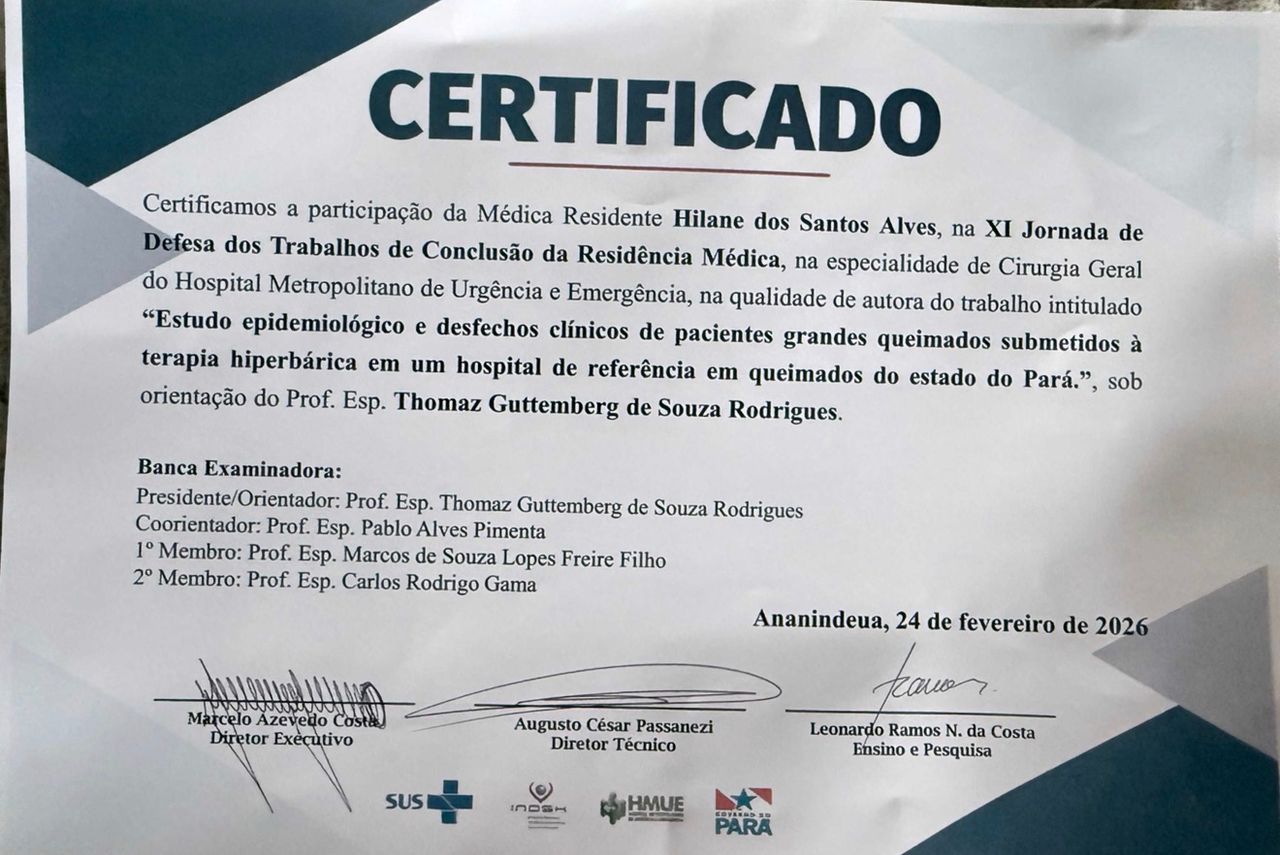 CERTIFICADO
Certificamos a participação da Médica Residente Hilane dos Santos Alves, na XI Jornada de
Defesa dos Trabalhos de Conclusão da Residência Médica, na especialidade de Cirurgia Geral
do Hospital Metropolitano de Urgência e Emergência, na qualidade de autora do trabalho intitulado
“Estudo epidemiológico e desfechos clínicos de pacientes grandes queimados submetidos à
terapia hiperbárica em um hospital de referência em queimados do estado do Pará.”, sob
orientação do Prof. Esp. Thomaz Guttemberg de Souza Rodrigues.
Banca Examinadora:
Presidente/Orientador: Prof. Esp. Thomaz Guttemberg de Souza Rodrigues
Coorientador: Prof. Esp. Pablo Alves Pimenta
1º Membro: Prof. Esp. Marcos de Souza Lopes Freire Filho
2º Membro: Prof. Esp. Carlos Rodrigo Gama
Ananindeua, 24 de fevereiro de 2026
Marcelo Azevedo Costa
Diretor Executivo
Augusto César Passanezi
Diretor Técnico
Leonardo Ramos N. da Costa
Ensino e Pesquisa
SUS
INDSH
HMUE
GOVERNO DO
PARÁ